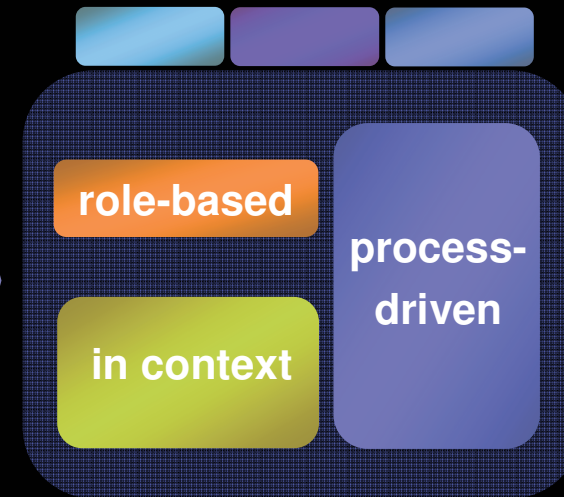 role-based
process-
driven
in context